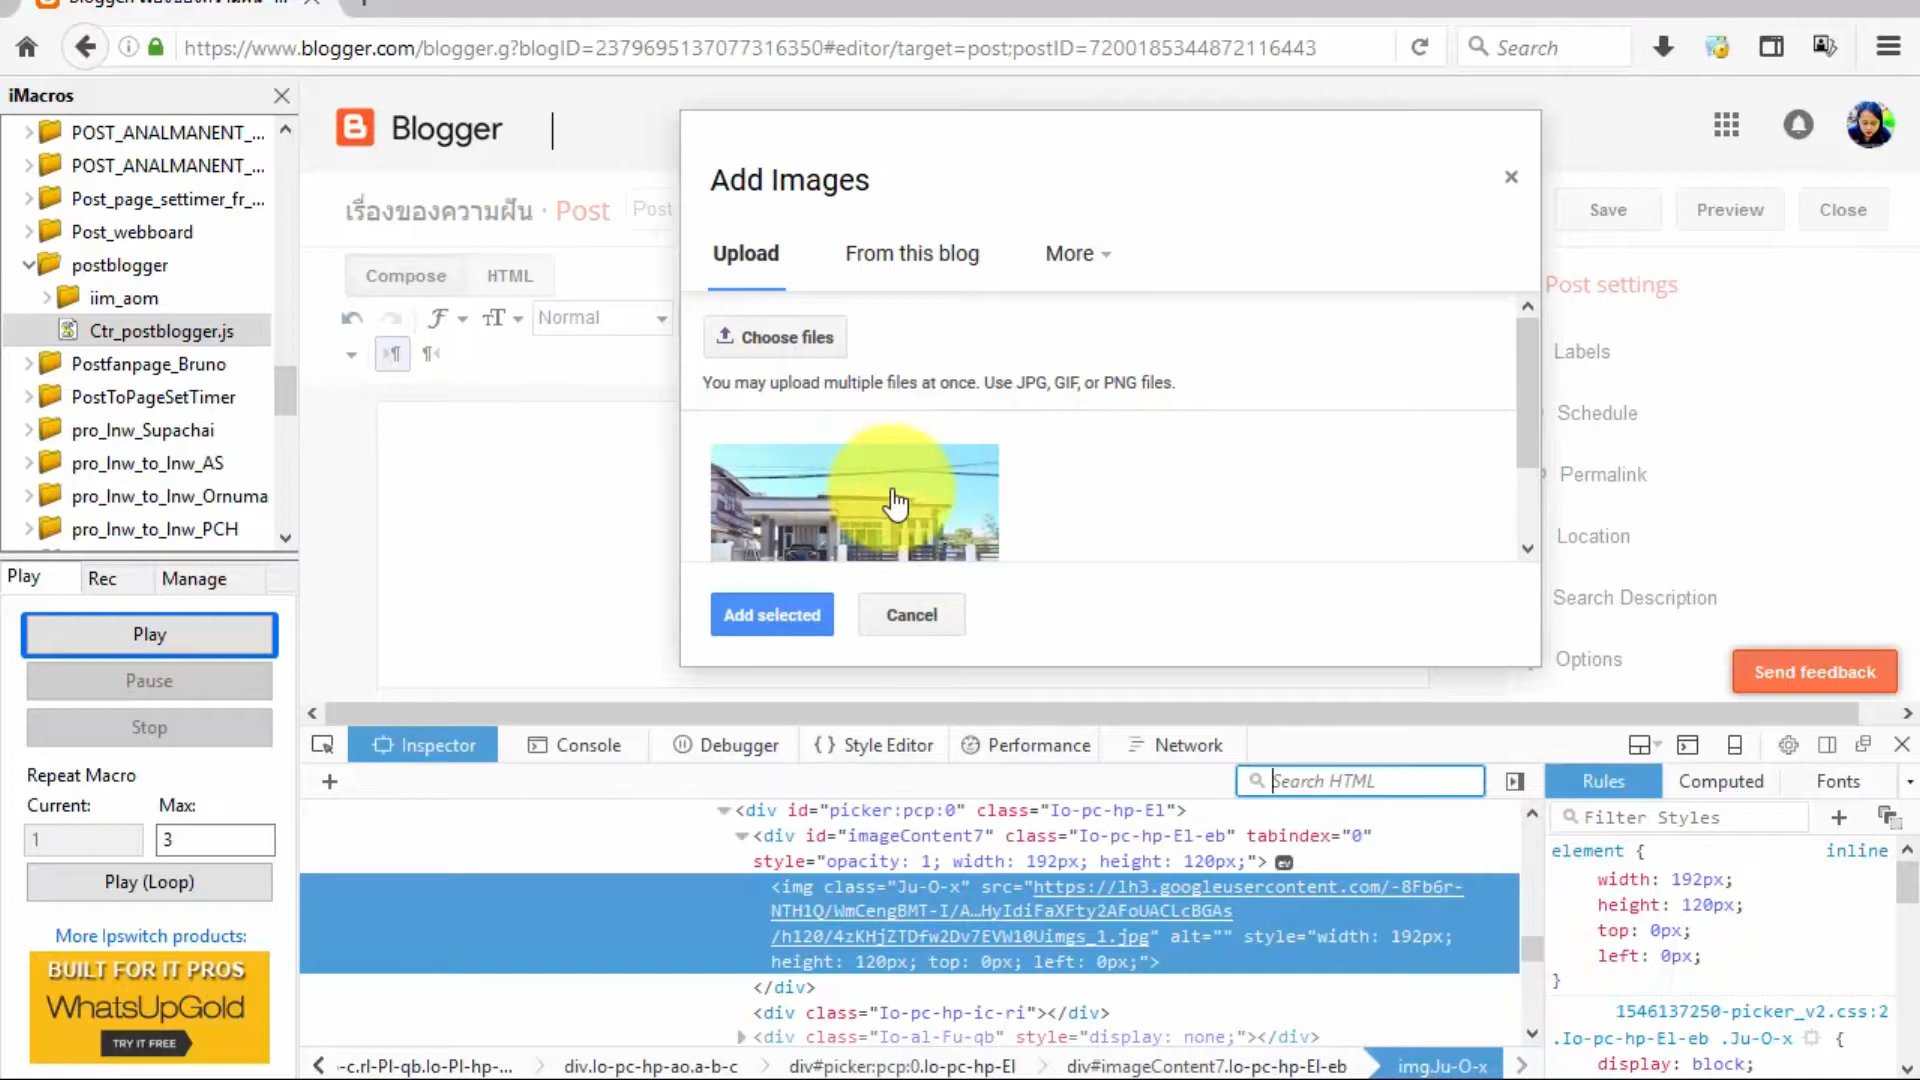 https://www.blogger.com/blogger.g?blogID=2379695137077316350#editor/target=post;postID=7200185344872116443
Search
iMacros
POST_ANALMANENT_...
POST_ANALMANENT_...
Post_page_settimer_fr_...
Post_webboard
postblogger
iim_aom
Ctr_postblogger.js
Postfanpage_Bruno
PostToPageSetTimer
pro_lnw_Supachai
pro_lnw_to_lnw_AS
pro_lnw_to_lnw_Ornuma
pro_lnw_to_lnw_PCH
Play Rec Manage
Play
Pause
Stop
Repeat Macro
Current: Max:
1 3
Play (Loop)
More Ipswitch products:
BUILT FOR IT PROS
WhatsUpGold
TRY IT FREE
Blogger
เรื่องของความฝัน · Post Post
Compose HTML
Normal
Add Images
Upload From this blog More
Choose files
You may upload multiple files at once. Use JPG, GIF, or PNG files.
Add selected Cancel
Save Preview Close
Post settings
Labels
Schedule
Permalink
Location
Search Description
Options
Send feedback
Inspector Console Debugger Style Editor Performance Network
Search HTML
<div id="picker:pcp:0" class="Io-pc-hp-El">
<div id="imageContent7" class="Io-pc-hp-El-eb" tabindex="0"
style="opacity: 1; width: 192px; height: 120px;"> ev
<img class="Ju-O-x" src="https://lh3.googleusercontent.com/-8Fb6r-
NTH1Q/WmCengBMT-I/A…HyIdiFaXFty2AFoUACLcBGAs
/h120/4zKHjZTDfw2Dv7EVW10Uimgs_1.jpg" alt="" style="width: 192px;
height: 120px; top: 0px; left: 0px;">
</div>
<div class="Io-pc-hp-ic-ri"></div>
<div class="Io-al-Fu-qb" style="display: none;"></div>
-c.rl-Pl-qb.Io-Pl-hp-... div.Io-pc-hp-ao.a-b-c div#picker:pcp:0.Io-pc-hp-El div#imageContent7.Io-pc-hp-El-eb img.Ju-O-x
Rules Computed Fonts
Filter Styles
element { inline
width: 192px;
height: 120px;
top: 0px;
left: 0px;
}
1546137250-picker_v2.css:2
.Io-pc-hp-El-eb .Ju-O-x {
display: block;